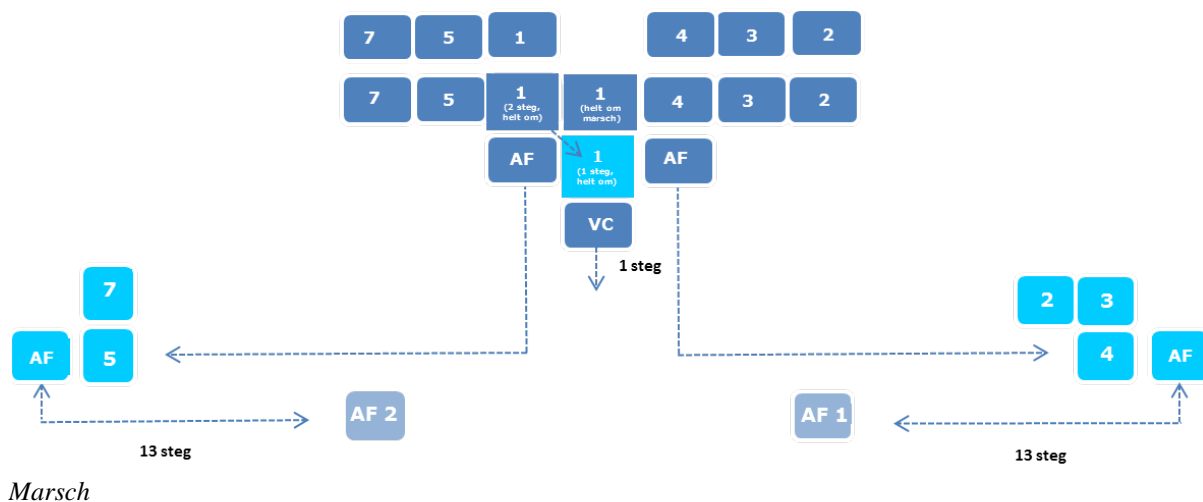 7 5 1 4 3 2
7 5 1 1 4 3 2
(2 steg, (helt om
helt om) marsch)
AF 1 AF
(1 steg,
helt om)
VC
1 steg
7 2 3
AF 5 4 AF
AF 2 AF 1
13 steg 13 steg
Marsch